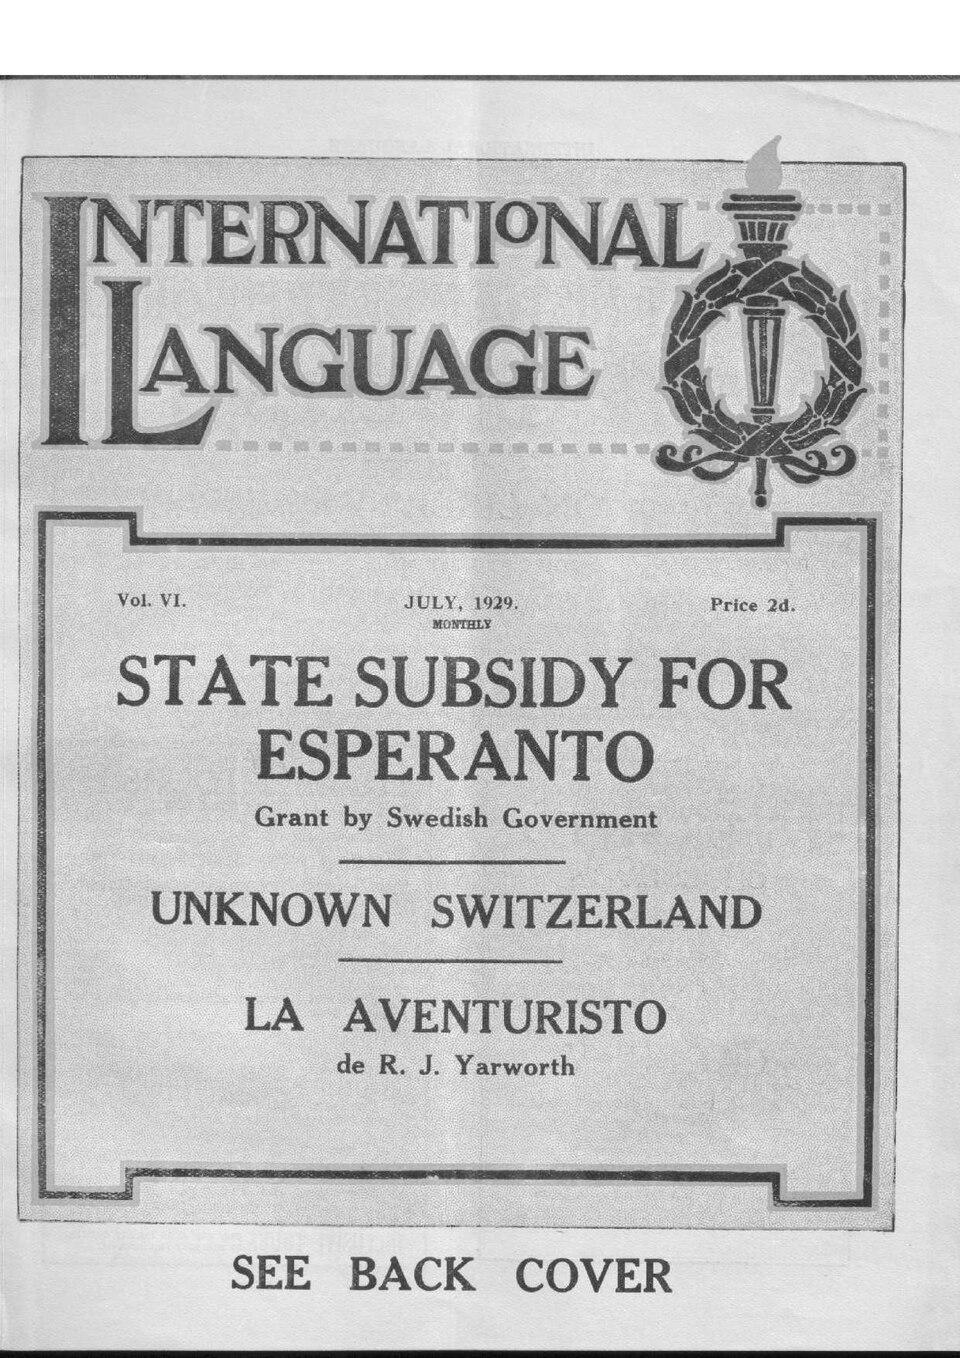 INTERNATIONAL
LANGUAGE
Vol. VI. JULY, 1929. Price 2d.
MONTHLY
STATE SUBSIDY FOR
ESPERANTO
Grant by Swedish Government
UNKNOWN SWITZERLAND
LA AVENTURISTO
de R. J. Yarworth
SEE BACK COVER